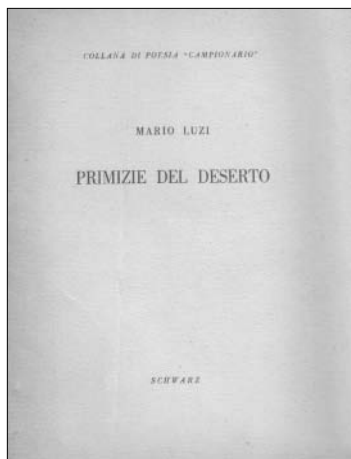 COLLANA DI POESIA "CAMPIONARIO"
MARIO LUZI
PRIMIZIE DEL DESERTO
SCHWARZ